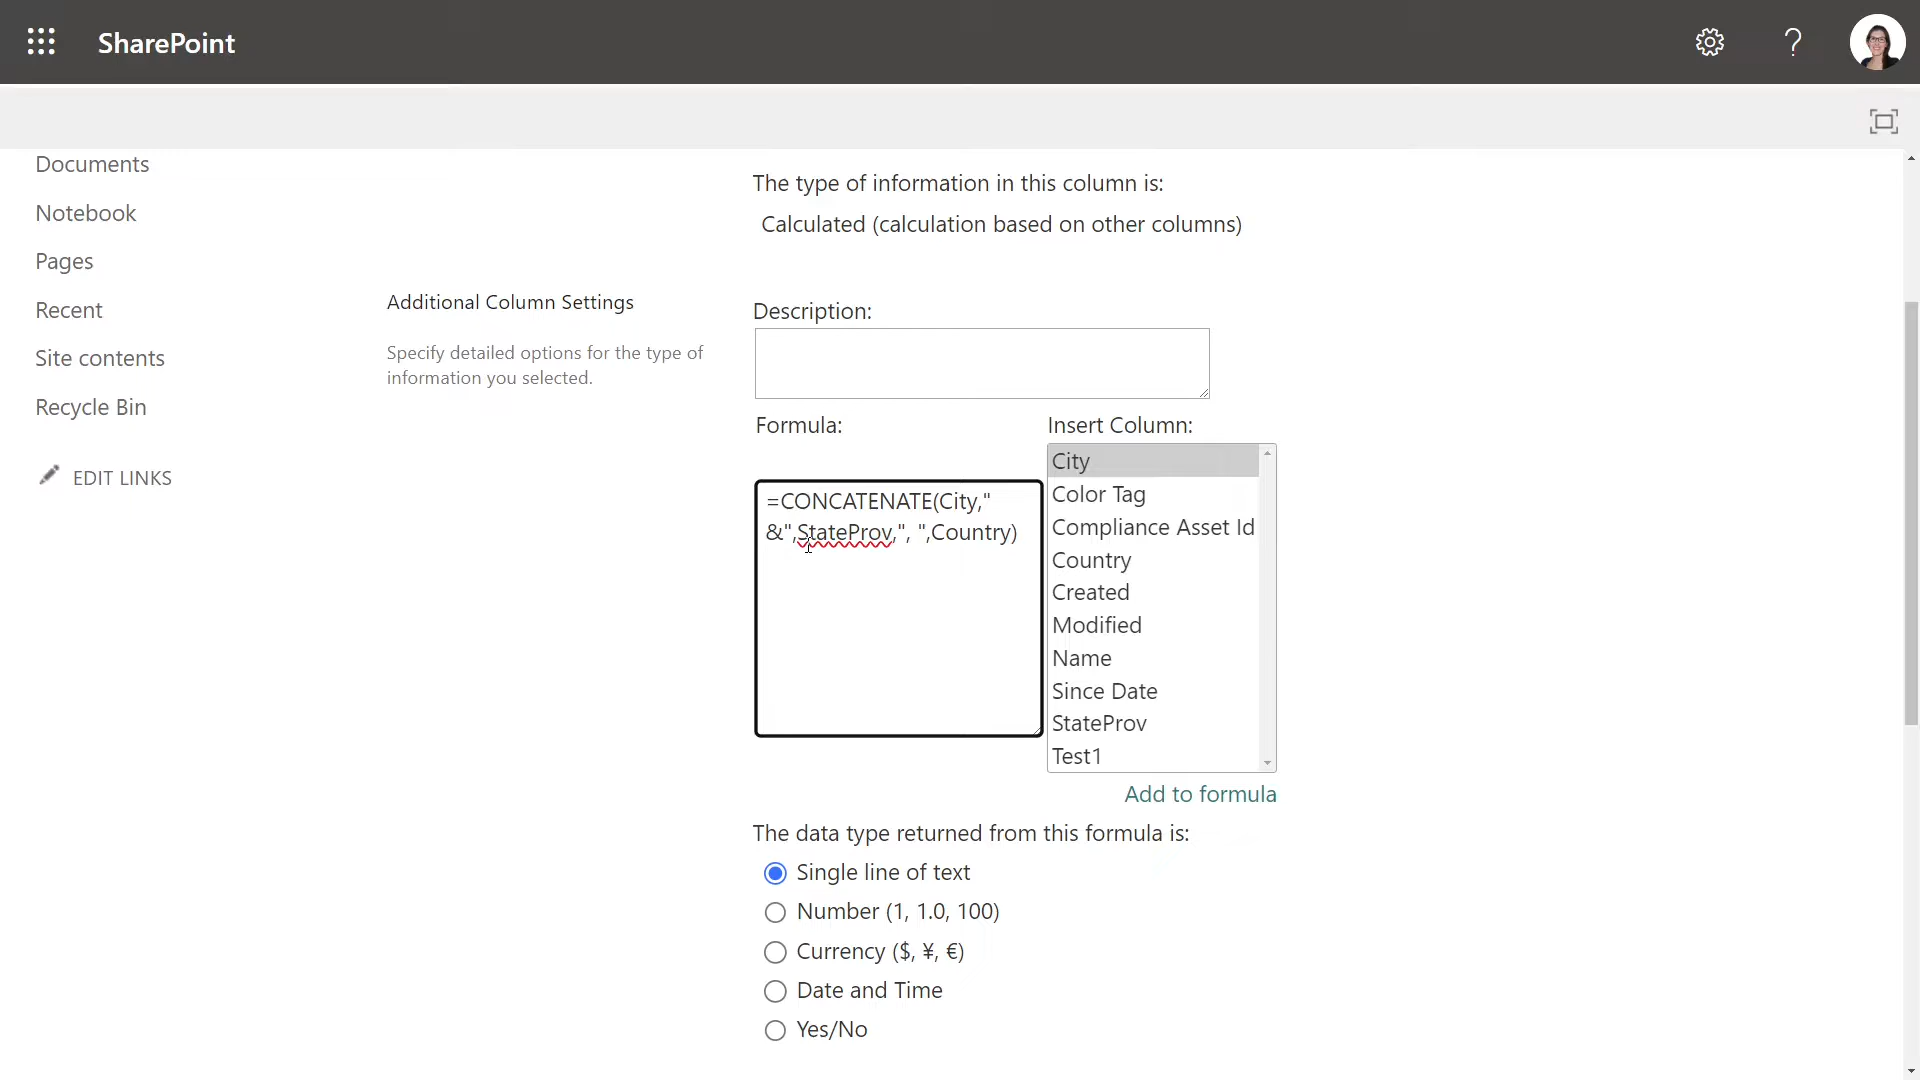 SharePoint
Documents
Notebook
Pages
Recent
Site contents
Recycle Bin
EDIT LINKS
The type of information in this column is:
Calculated (calculation based on other columns)
Additional Column Settings
Specify detailed options for the type of
information you selected.
Description:
Formula:
=CONCATENATE(City,"
&",StateProv,", ",Country)
Insert Column:
City
Color Tag
Compliance Asset Id
Country
Created
Modified
Name
Since Date
StateProv
Test1
Add to formula
The data type returned from this formula is:
Single line of text
Number (1, 1.0, 100)
Currency ($, ¥, €)
Date and Time
Yes/No